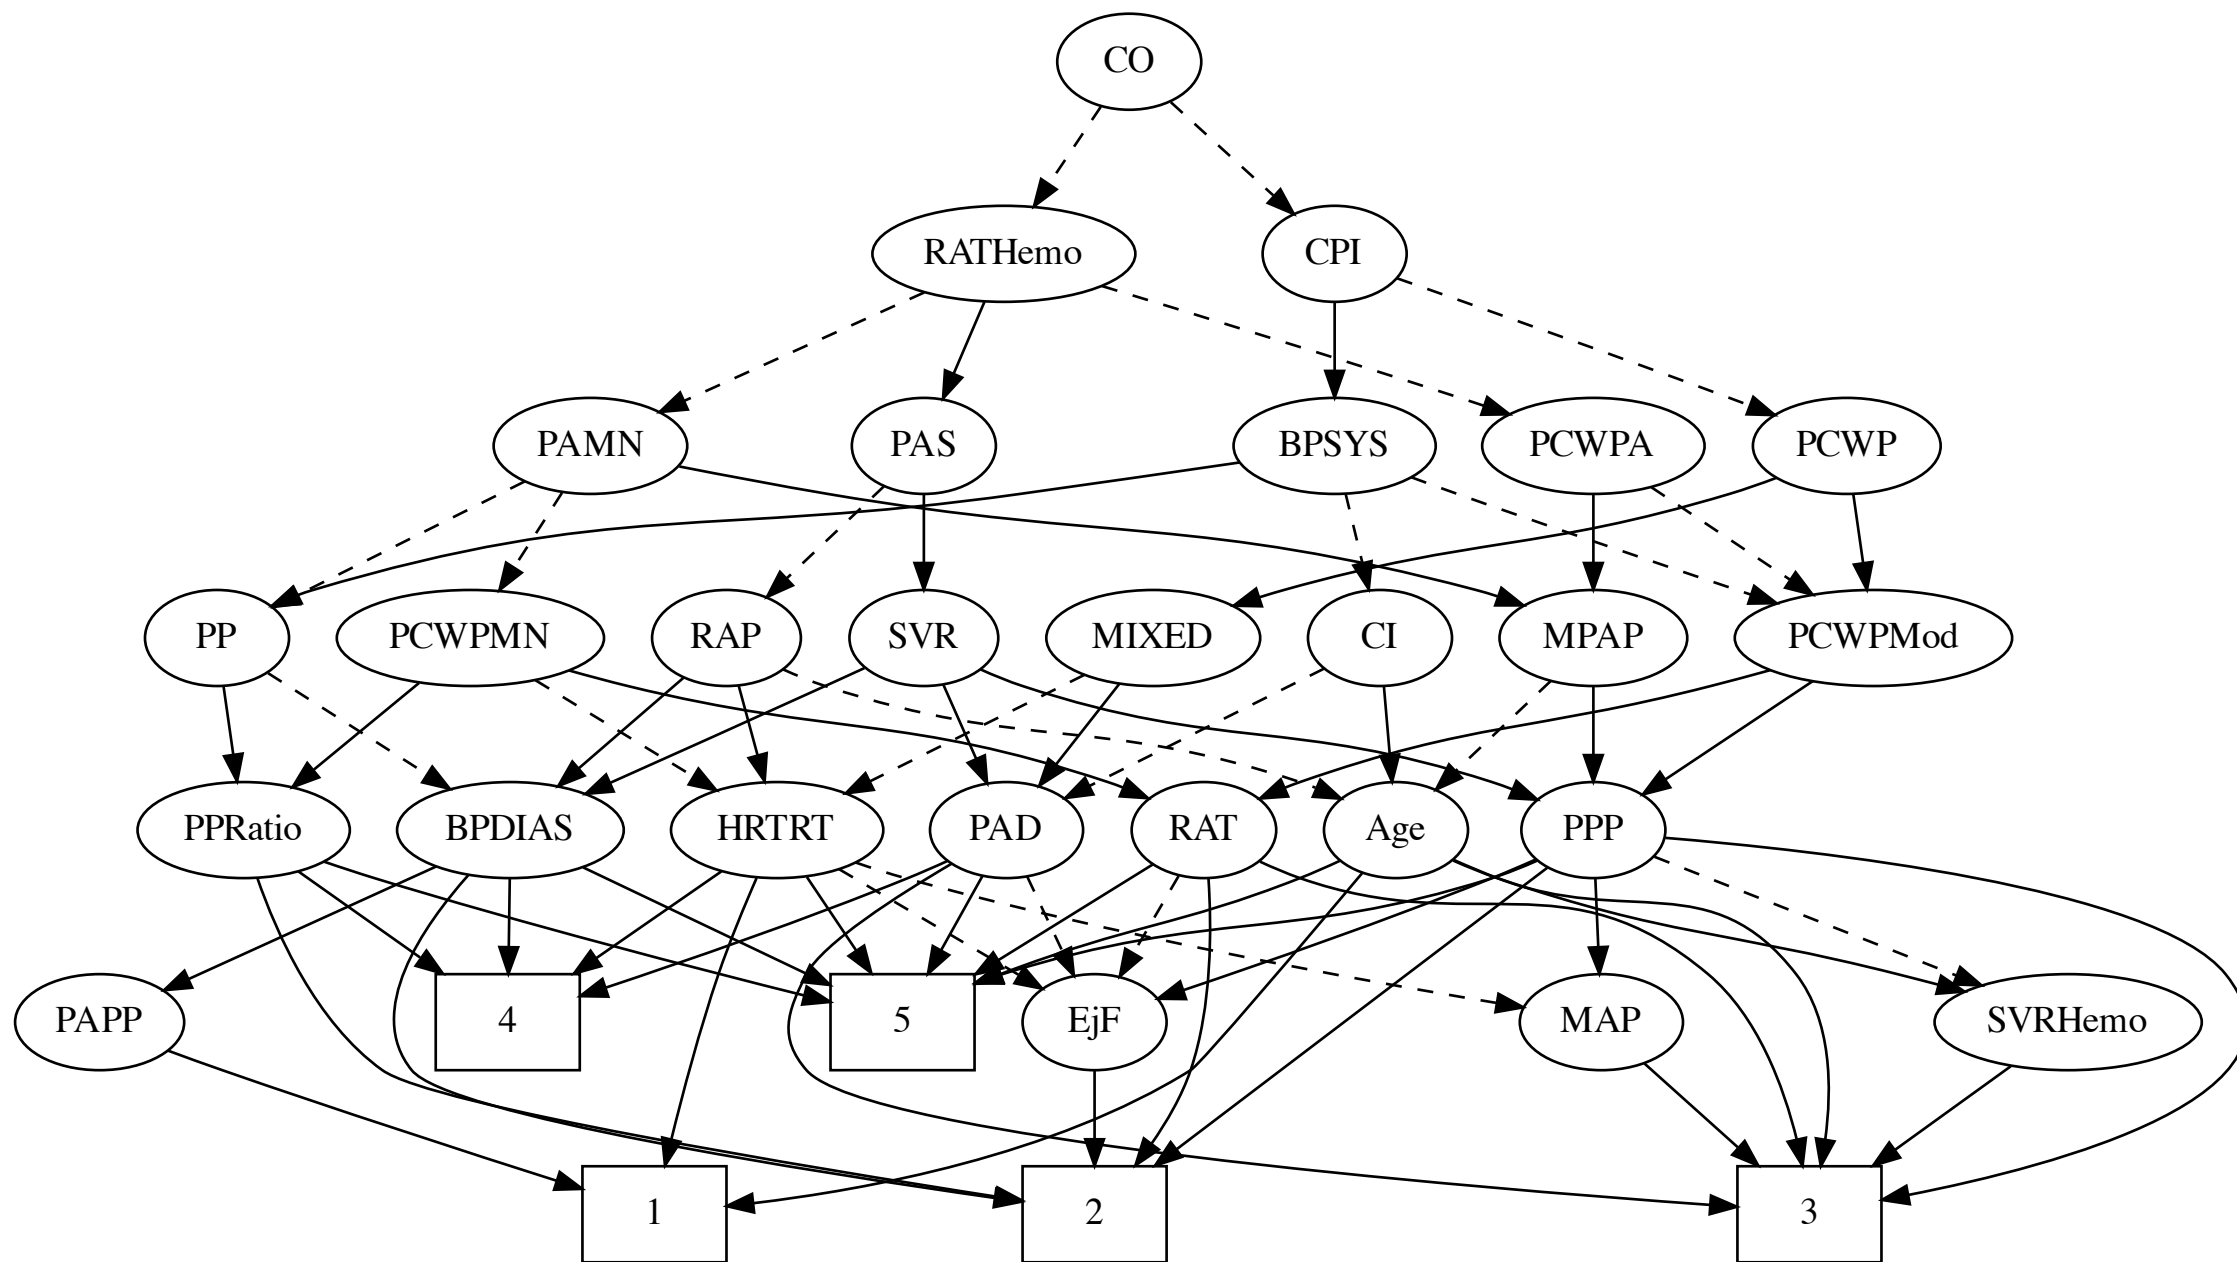 CO
RATHemo
CPI
PAMN
PAS
BPSYS
PCWPA
PCWP
PP
PCWPMN
RAP
SVR
MIXED
CI
MPAP
PCWPMod
PPRatio
BPDIAS
HRTRT
PAD
RAT
Age
PPP
PAPP
4
5
EjF
MAP
SVRHemo
1
2
3